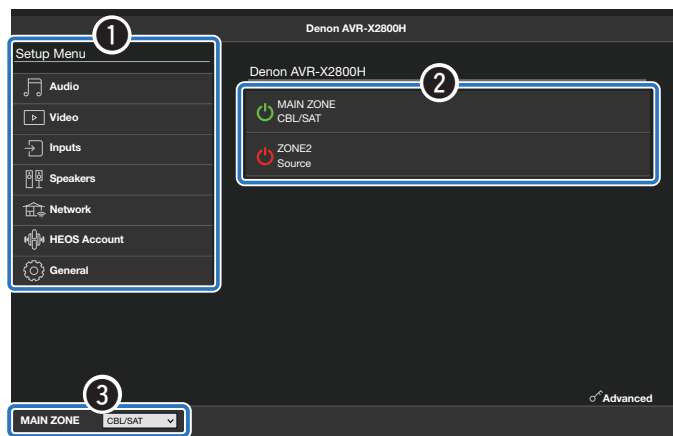 Denon AVR-X2800H
1
Setup Menu
Audio
Video
Inputs
Speakers
Network
HEOS Account
General
Denon AVR-X2800H
2
MAIN ZONE
CBL/SAT
ZONE2
Source
Advanced
3
MAIN ZONE CBL/SAT